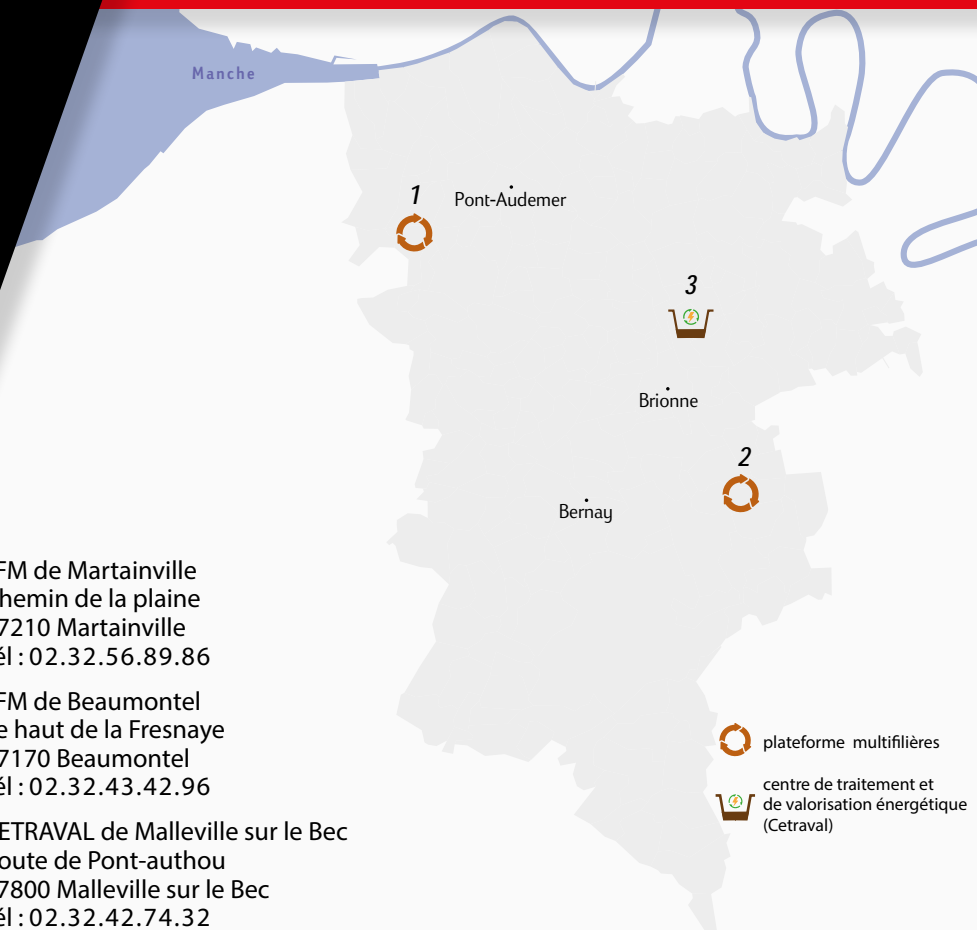 Manche
1
Pont-Audemer
3
Brionne
2
Bernay
FM de Martainville
hemin de la plaine
7210 Martainville
él : 02.32.56.89.86
FM de Beaumontel
e haut de la Fresnaye
7170 Beaumontel
él : 02.32.43.42.96
ETRAVAL de Malleville sur le Bec
oute de Pont-authou
7800 Malleville sur le Bec
él : 02.32.42.74.32
plateforme multifilières
centre de traitement et
de valorisation énergétique
(Cetraval)